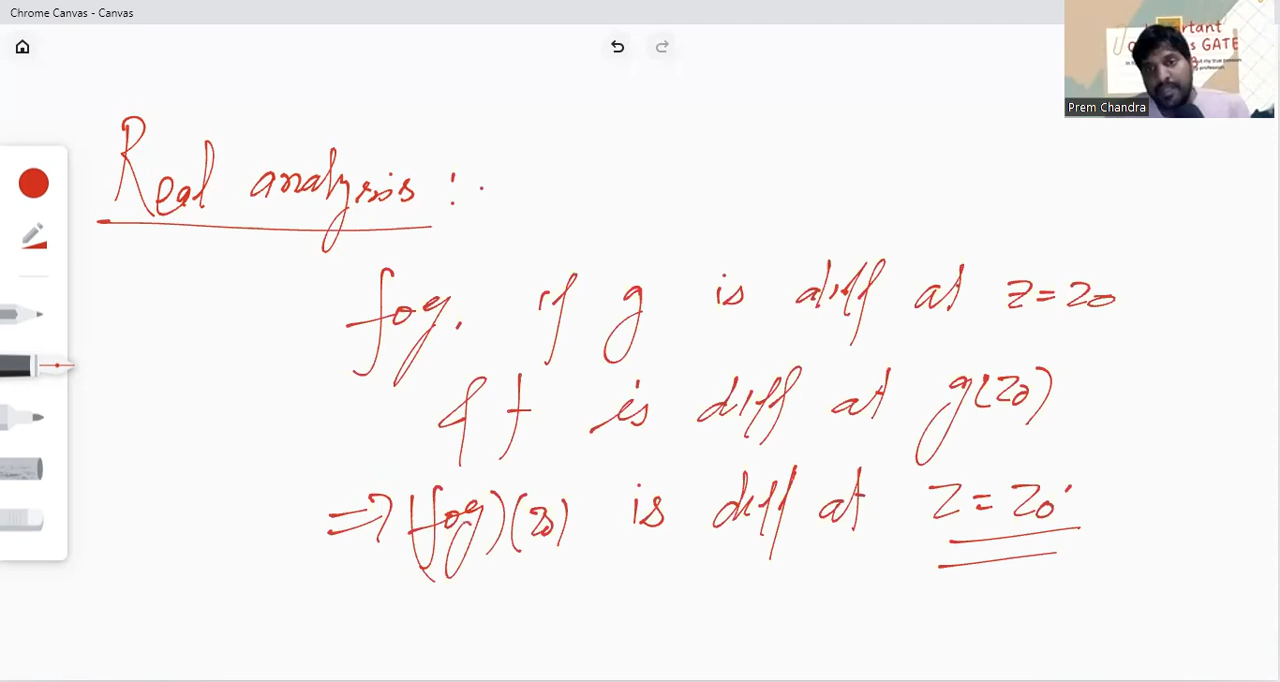 Chrome Canvas - Canvas
GATE
Prem Chandra
Real analysis :-
fog. if g is diff at z=z0
& f is diff at g(z0)
=> (fog)(z) is diff at z=z0.